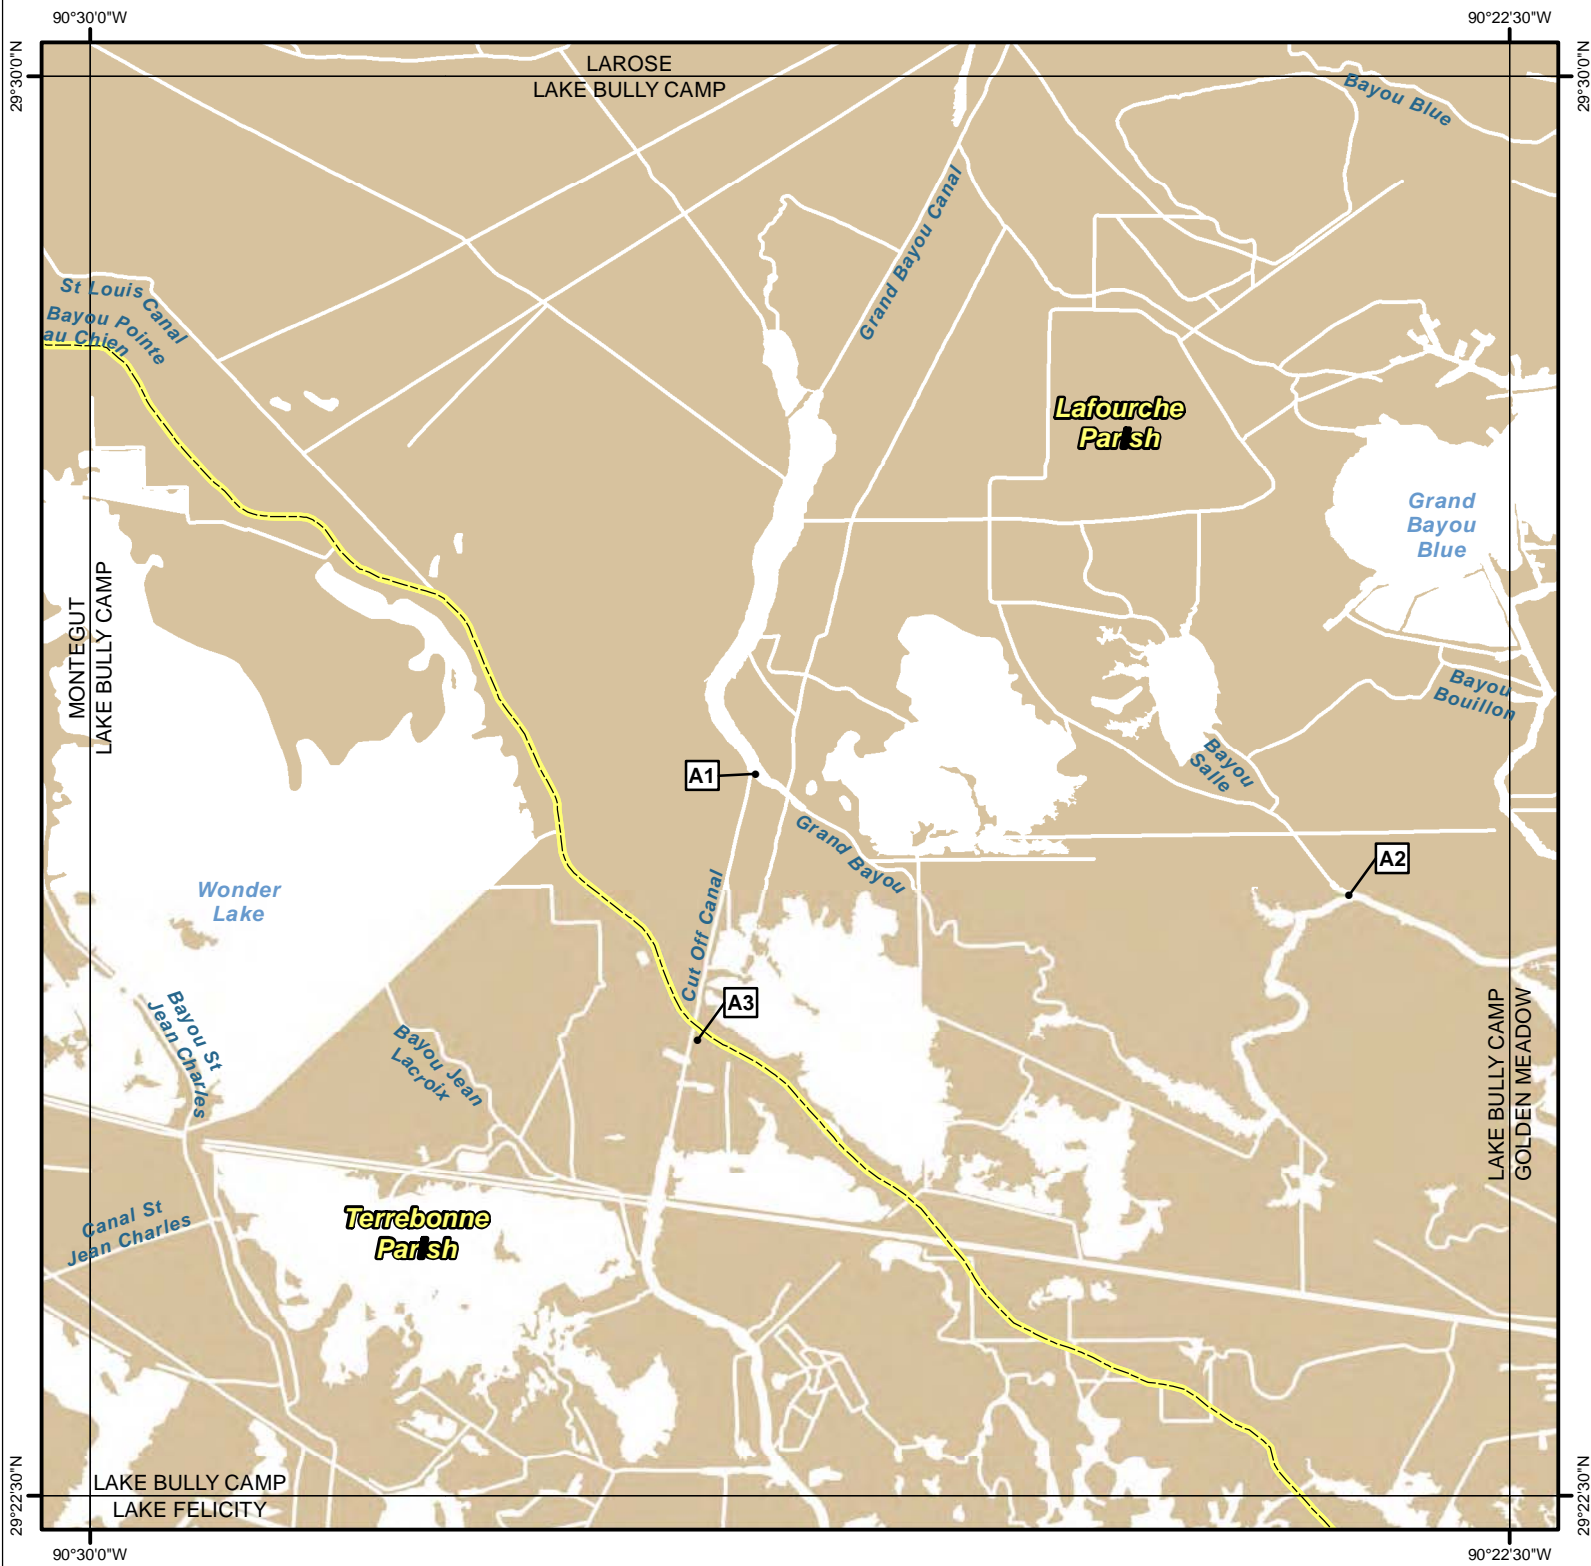 90°30'0"W
90°22'30"W
29°30'0"N
29°30'0"N
LAROSE
LAKE BULLY CAMP
Bayou Blue
Grand Bayou Canal
St Louis Canal
Bayou Pointe
au Chien
Lafourche
Parish
Grand
Bayou
Blue
MONTEGUT
LAKE BULLY CAMP
Bayou
Bouillon
Bayou
Salle
A1
Grand Bayou
A2
Cut Off Canal
Wonder
Lake
A3
Bayou St
Jean Charles
Bayou Jean
Lacroix
LAKE BULLY CAMP
GOLDEN MEADOW
Canal St
Jean Charles
Terrebonne
Parish
LAKE BULLY CAMP
LAKE FELICITY
29°22'30"N
29°22'30"N
90°30'0"W
90°22'30"W